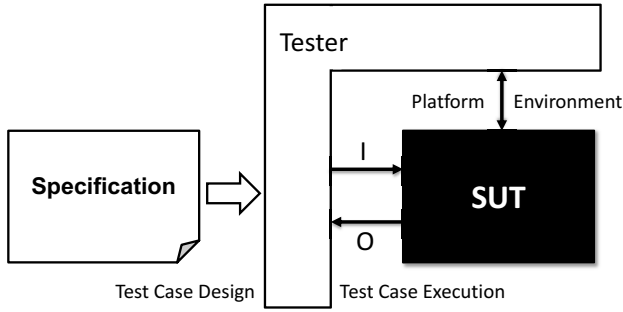 Tester
Platform Environment
Specification
I
SUT
O
Test Case Design
Test Case Execution